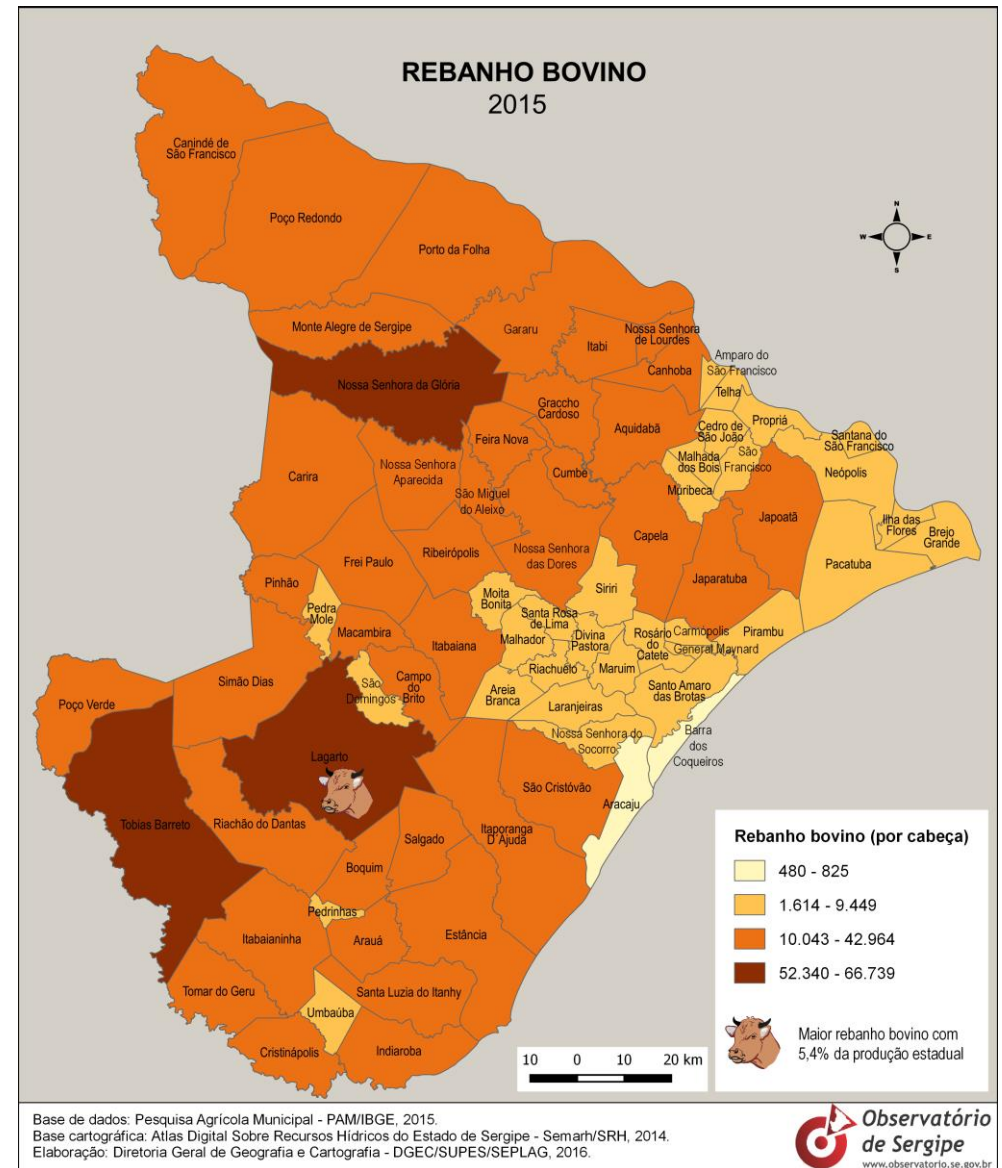 REBANHO BOVINO
2015
Canindé de
São Francisco
Poço Redondo
Porto da Folha
N
W
E
S
Monte Alegre de Sergipe
Gararu
Itabi
Nossa Senhora
de Lourdes
Canhoba
Amparo do
São Francisco
Telha
Nossa Senhora da Glória
Graccho
Cardoso
Aquidabã
Propriá
Cedro de
São João
Santana do
São Francisco
Feira Nova
Malhada
dos Bois
São
Francisco
Neópolis
Carira
Nossa Senhora
Aparecida
Cumbe
Muribeca
São Miguel
do Aleixo
Japoatã
Ilha das
Flores
Brejo
Grande
Capela
Ribeirópolis
Nossa Senhora
das Dores
Frei Paulo
Pacatuba
Pinhão
Japaratuba
Siriri
Moita
Bonita
Pedra
Mole
Santa Rosa
de Lima
Macambira
Itabaiana
Malhador
Divina
Pastora
Rosário
do
Catete
Carmópolis
Pirambu
General Maynard
Riachuelo
Maruim
Simão Dias
São
Domingos
Campo
do
Brito
Areia
Branca
Santo Amaro
das Brotas
Poço Verde
Laranjeiras
Nossa Senhora do
Socorro
Barra
dos
Coqueiros
Lagarto
São Cristóvão
Aracaju
Tobias Barreto
Riachão do Dantas
Itaporanga
D'Ajuda
Salgado
Boquim
Pedrinhas
Itabaianinha
Arauá
Estância
Tomar do Geru
Santa Luzia do Itanhy
Umbaúba
Cristinápolis
Indiaroba
Rebanho bovino (por cabeça)
480 - 825
1.614 - 9.449
10.043 - 42.964
52.340 - 66.739
Maior rebanho bovino com
5,4% da produção estadual
10 0 10 20 km
Base de dados: Pesquisa Agrícola Municipal - PAM/IBGE, 2015.
Base cartográfica: Atlas Digital Sobre Recursos Hídricos do Estado de Sergipe - Semarh/SRH, 2014.
Elaboração: Diretoria Geral de Geografia e Cartografia - DGEC/SUPES/SEPLAG, 2016.
Observatório
de Sergipe
www.observatorio.se.gov.br